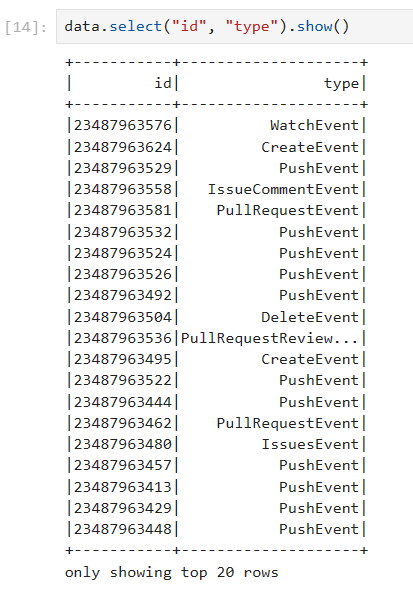 [14]: data.select("id", "type").show()
+-----------+--------------------+
|         id|                type|
+-----------+--------------------+
|23487963576|          WatchEvent|
|23487963624|         CreateEvent|
|23487963529|           PushEvent|
|23487963558|   IssueCommentEvent|
|23487963581|    PullRequestEvent|
|23487963532|           PushEvent|
|23487963524|           PushEvent|
|23487963526|           PushEvent|
|23487963492|           PushEvent|
|23487963504|         DeleteEvent|
|23487963536|PullRequestReview...|
|23487963495|         CreateEvent|
|23487963522|           PushEvent|
|23487963444|           PushEvent|
|23487963462|    PullRequestEvent|
|23487963480|         IssuesEvent|
|23487963457|           PushEvent|
|23487963413|           PushEvent|
|23487963429|           PushEvent|
|23487963448|           PushEvent|
+-----------+--------------------+
only showing top 20 rows